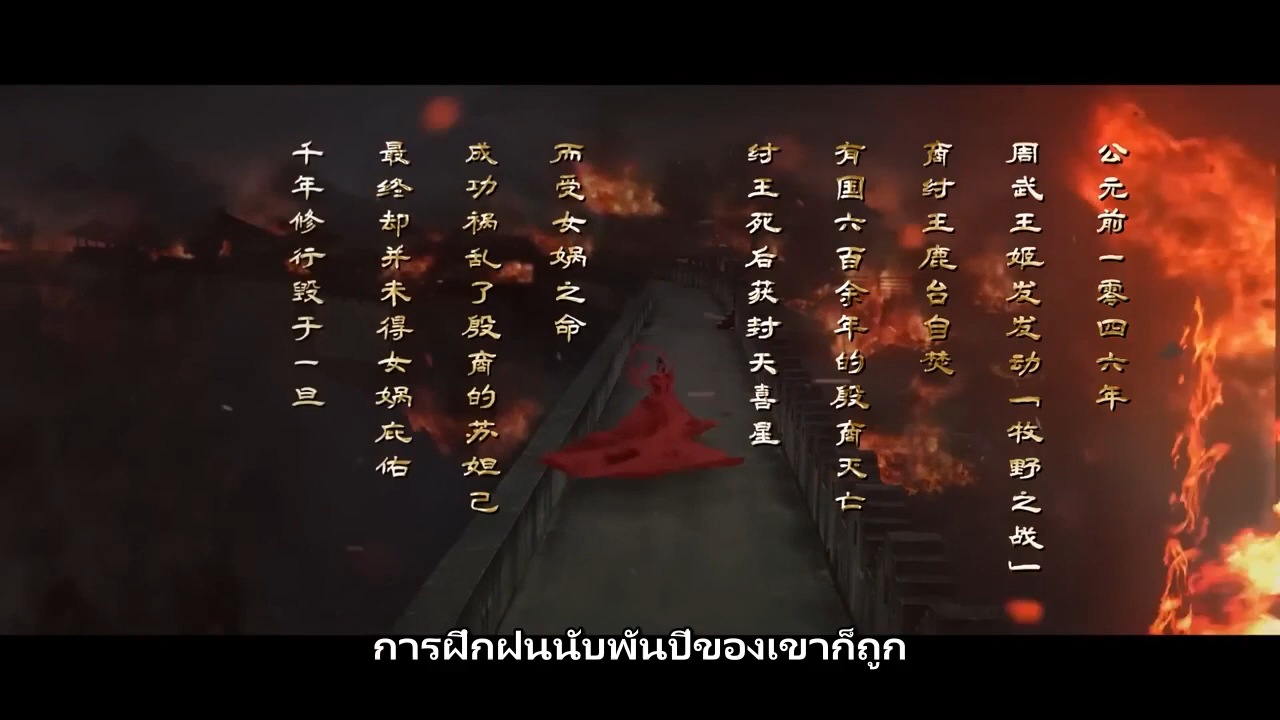 公元前一零四六年
周武王姬发发动「牧野之战」
商纣王鹿台自焚
有国六百余年的殷商灭亡
纣王死后获封天喜星
而受女娲之命
成功祸乱了殷商的苏妲己
最终却并未得女娲庇佑
千年修行毁于一旦
การฝึกฝนนับพันปีของเขาก็ถูก